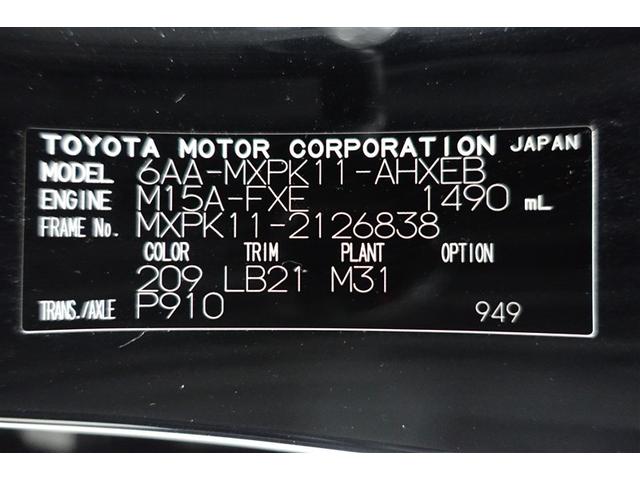 TOYOTA MOTOR CORPORATION JAPAN
MODEL 6AA-MXPK11-AHXEB
ENGINE M15A-FXE 1490 mL
FRAME No. MXPK11-2126838
COLOR TRIM PLANT OPTION
209 LB21 M31
TRANS./AXLE P910 949